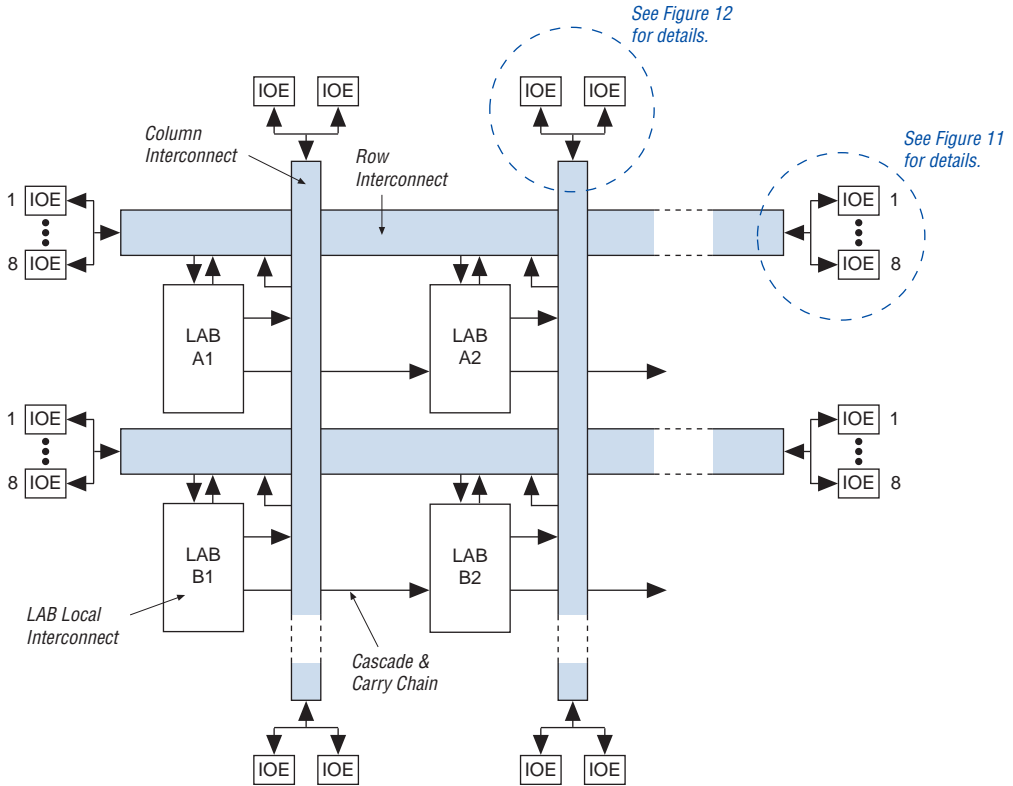 See Figure 12
for details.
IOE IOE IOE IOE
Column
Interconnect
Row
Interconnect
See Figure 11
for details.
1 IOE IOE 1
8 IOE IOE 8
LAB
A1
LAB
A2
1 IOE IOE 1
8 IOE IOE 8
LAB
B1
LAB
B2
LAB Local
Interconnect
Cascade &
Carry Chain
IOE IOE IOE IOE